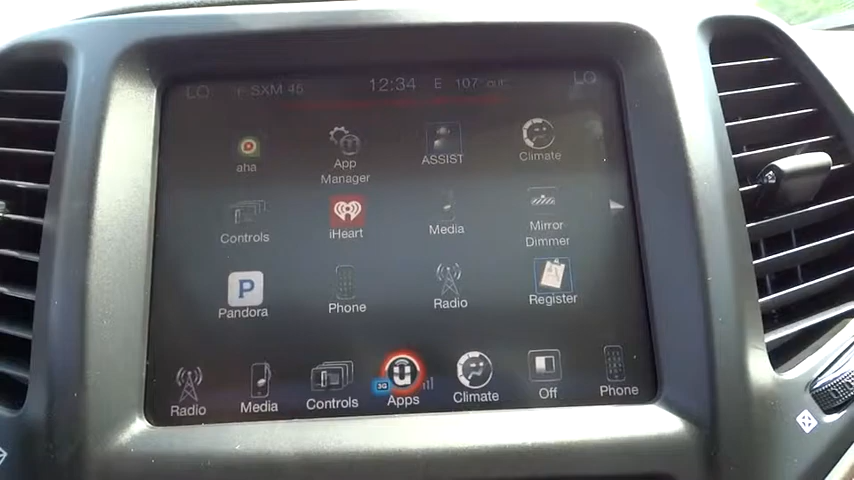 LO SXM 45 12:34 E 107 out LO
aha App Manager ASSIST Climate
Controls iHeart Media Mirror Dimmer
Pandora Phone Radio Register
Radio Media Controls 3G Apps Climate Off Phone